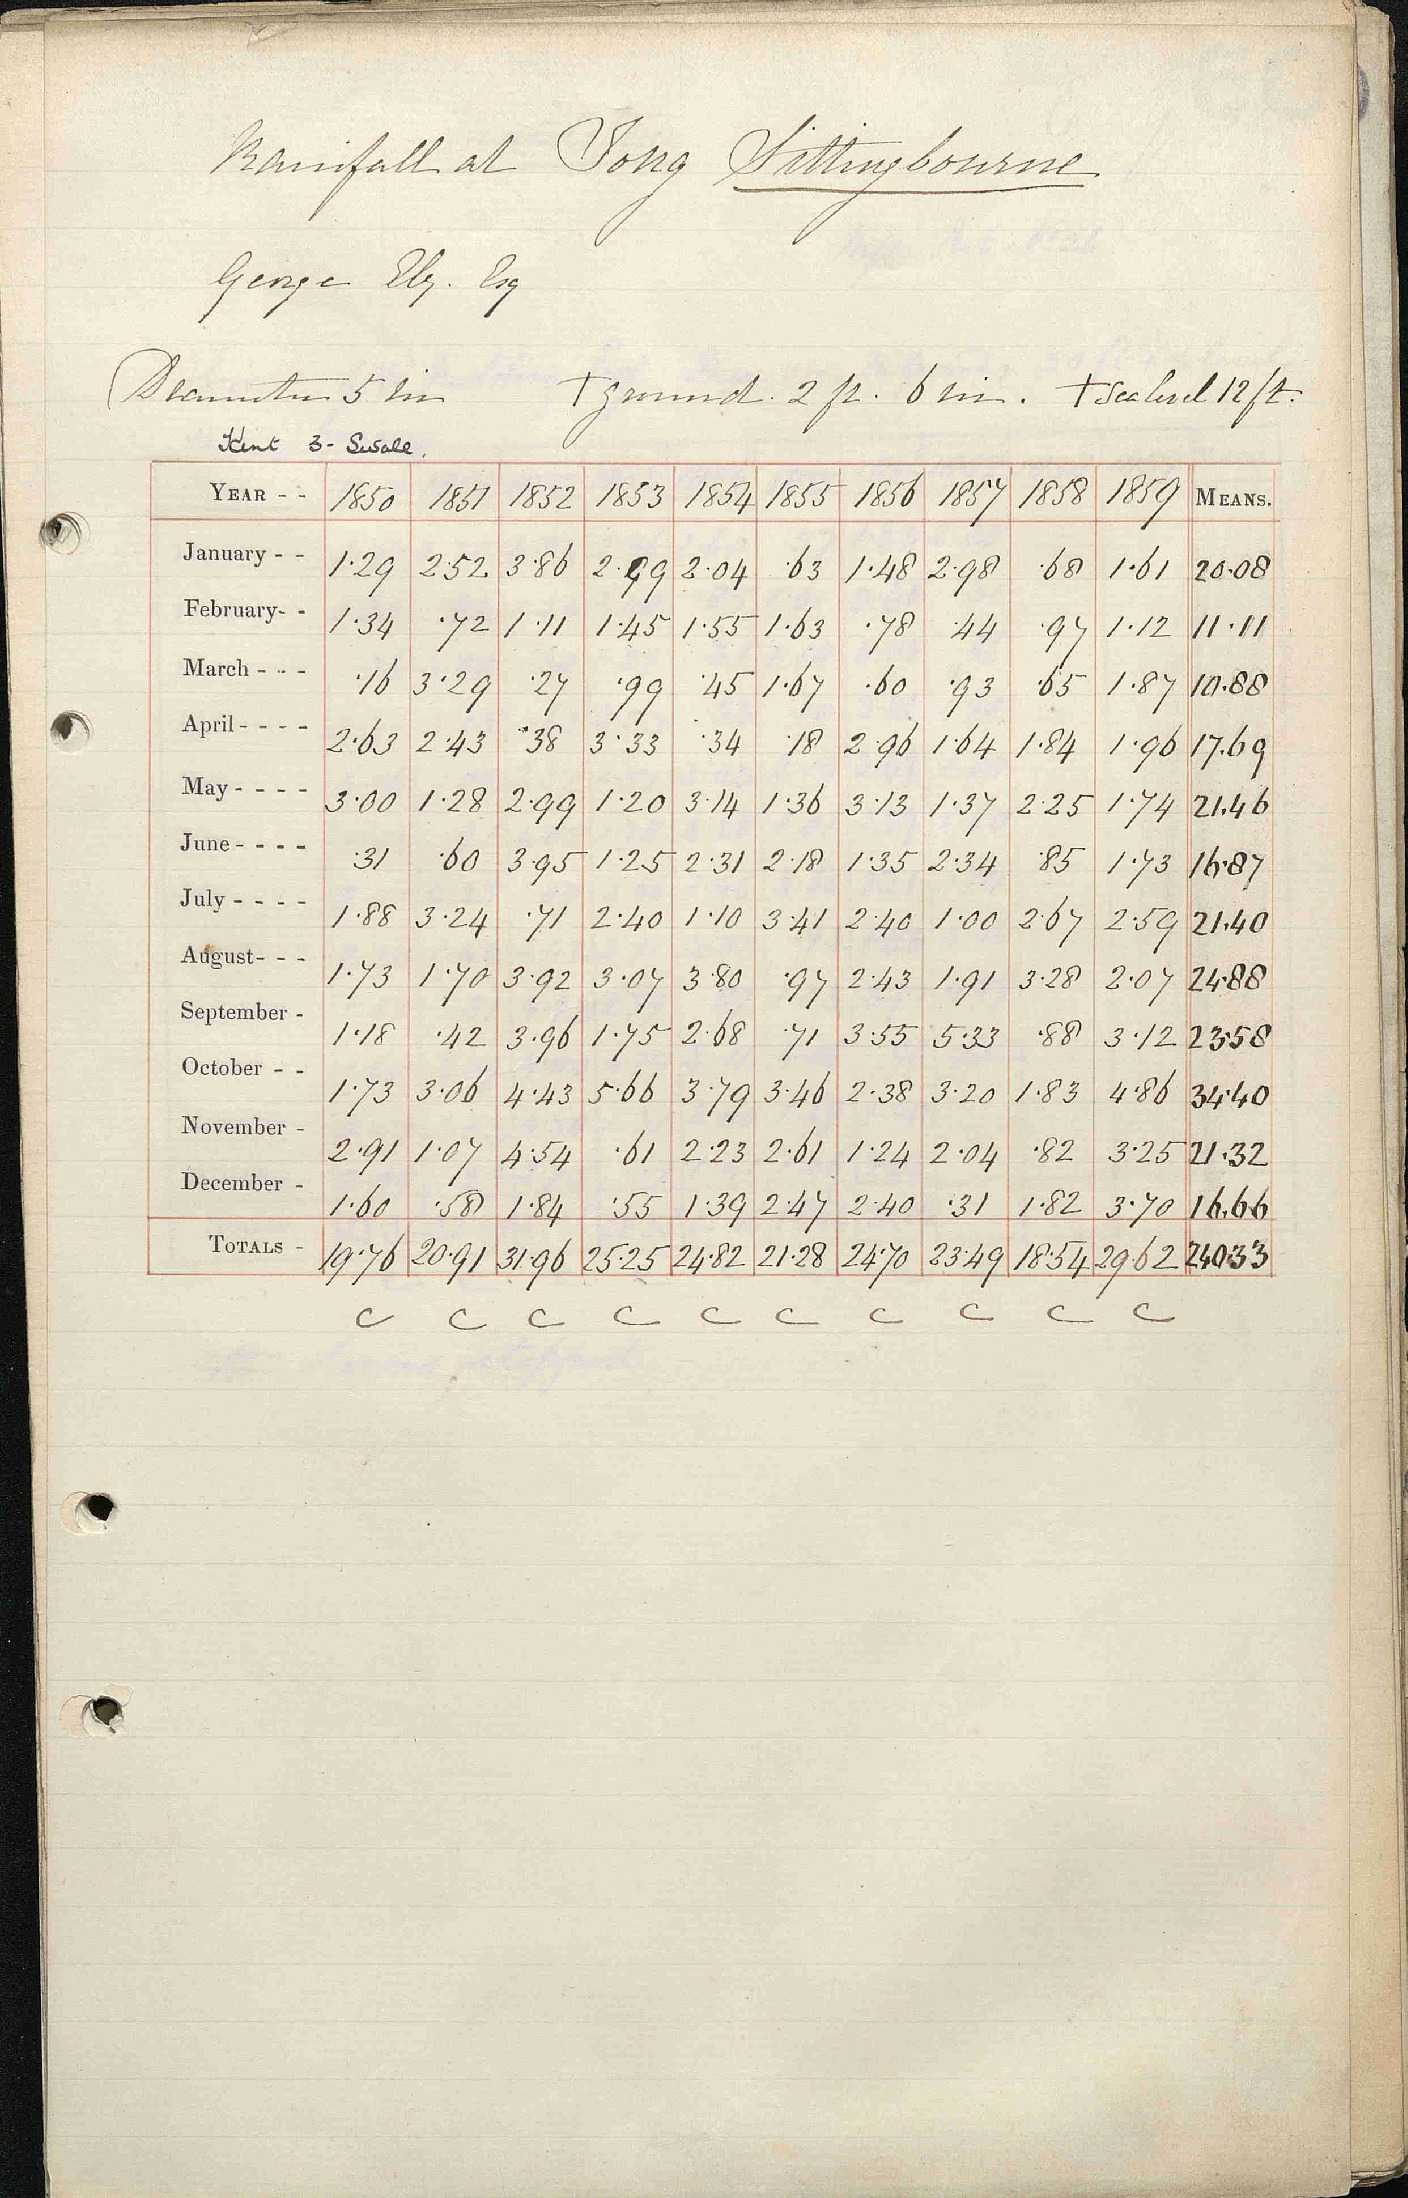 Rainfall at Tong Sittingbourne
George Ely. Esq
Diameter 5 in † ground. 2 ft. 6 in. † Sea level 12 ft.
Kent 3 - Swale.
YEAR - - 1850 1851 1852 1853 1854 1855 1856 1857 1858 1859 MEANS.
January - - 1.29 2.52 3.86 2.99 2.04 .63 1.48 2.98 .68 1.61 20.08
February- - 1.34 .72 1.11 1.45 1.55 1.63 .78 .44 .97 1.12 11.11
March - - - .16 3.29 .27 .99 .45 1.67 .60 .93 .65 1.87 10.88
April - - - - 2.63 2.43 .38 3.33 .34 .18 2.96 1.64 1.84 1.96 17.69
May - - - - 3.00 1.28 2.99 1.20 3.14 1.36 3.13 1.37 2.25 1.74 21.46
June - - - - .31 .60 3.95 1.25 2.31 2.18 1.35 2.34 .85 1.73 16.87
July - - - - 1.88 3.24 .71 2.40 1.10 3.41 2.40 1.00 2.67 2.59 21.40
August- - - 1.73 1.70 3.92 3.07 3.80 .97 2.43 1.91 3.28 2.07 24.88
September - 1.18 .42 3.96 1.75 2.68 .71 3.55 5.33 .88 3.12 23.58
October - - 1.73 3.06 4.43 5.66 3.79 3.46 2.38 3.20 1.83 4.86 34.40
November - 2.91 1.07 4.54 .61 2.23 2.61 1.24 2.04 .82 3.25 21.32
December - 1.60 .58 1.84 .55 1.39 2.47 2.40 .31 1.82 3.70 16.66
TOTALS - 19.76 20.91 31.96 25.25 24.82 21.28 24.70 23.49 18.54 29.62 240.33
C C C C C C C C C C